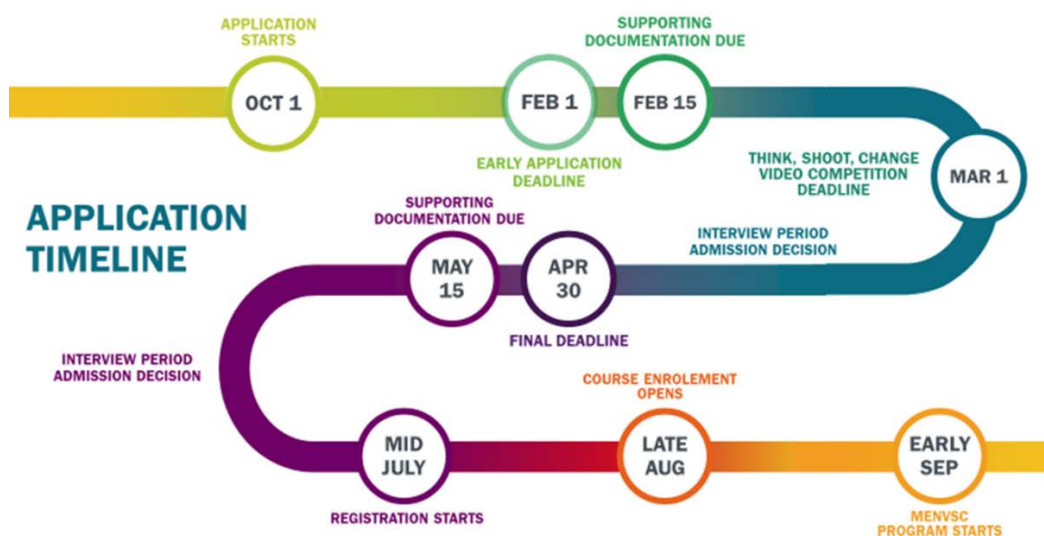 APPLICATION
STARTS
OCT 1
FEB 1
EARLY APPLICATION
DEADLINE
SUPPORTING
DOCUMENTATION DUE
FEB 15
THINK, SHOOT, CHANGE
VIDEO COMPETITION
DEADLINE
MAR 1
APPLICATION
TIMELINE
INTERVIEW PERIOD
ADMISSION DECISION
APR
30
FINAL DEADLINE
SUPPORTING
DOCUMENTATION DUE
MAY
15
INTERVIEW PERIOD
ADMISSION DECISION
MID
JULY
REGISTRATION STARTS
COURSE ENROLEMENT
OPENS
LATE
AUG
EARLY
SEP
MENVSC
PROGRAM STARTS